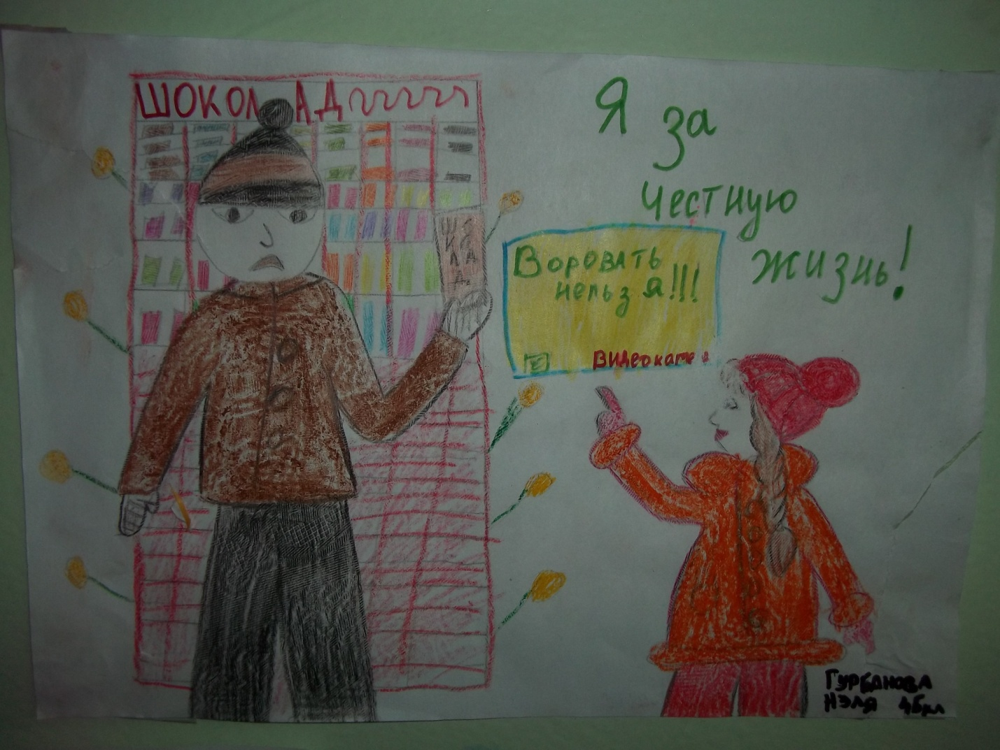 ШОКОЛАД
Я за
честную
жизнь!
ШОКОЛАД
Воровать
нельзя!!!
Видеокамера
Гурбанова
Нэля 4б кл